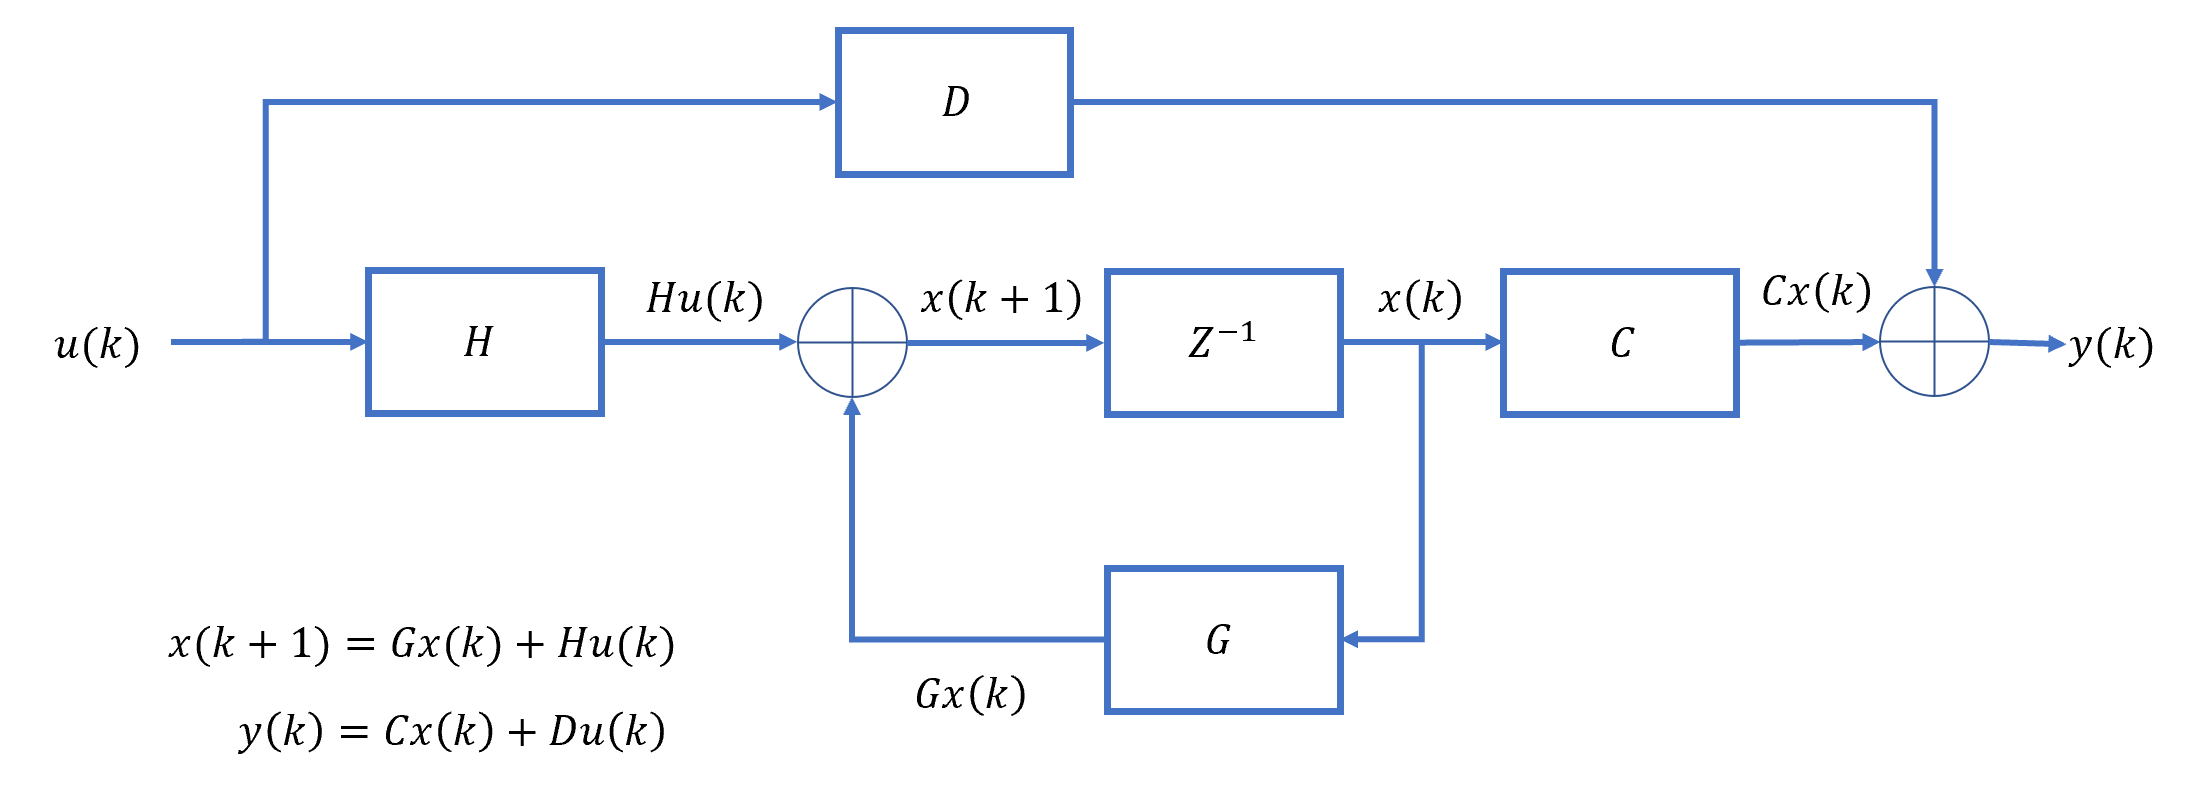 D
u(k)
H
Hu(k)
x(k + 1)
Z⁻¹
x(k)
C
Cx(k)
y(k)
G
Gx(k)
x(k + 1) = Gx(k) + Hu(k)
y(k) = Cx(k) + Du(k)